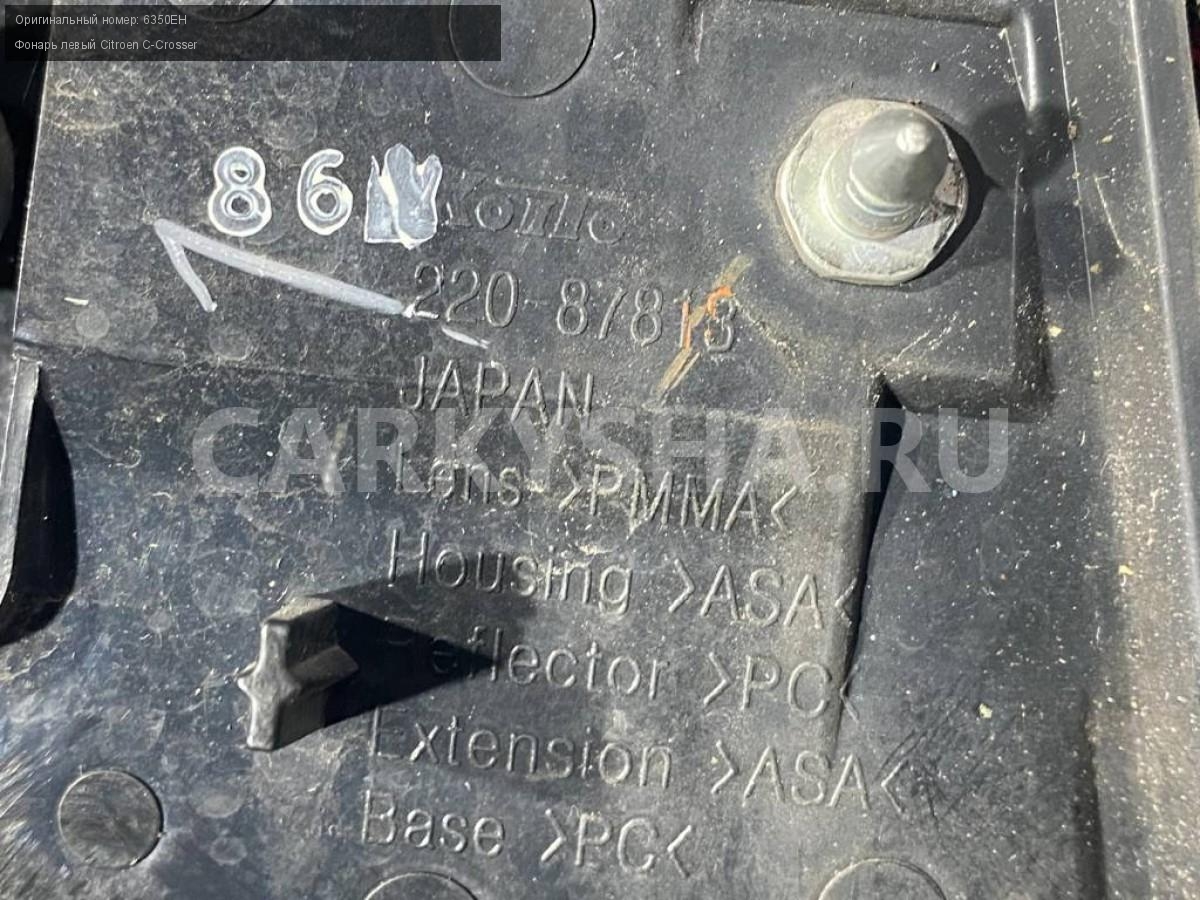 Оригинальный номер: 6350EH
Фонарь левый Citroen C-Crosser
86
KOITO
220-87813
JAPAN
CARKYSHA.RU
Lens >PMMA<
Housing >ASA<
Reflector >PC<
Extension >ASA<
Base >PC<